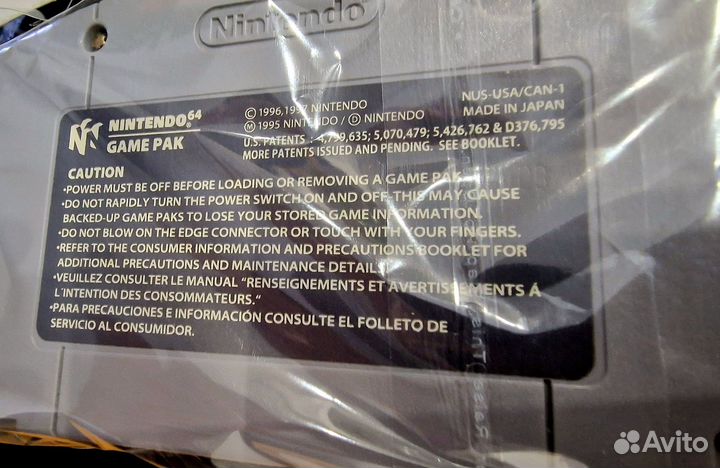 Nintendo
NINTENDO64
GAME PAK
© 1996,1997 NINTENDO
Ⓜ 1995 NINTENDO / Ⓓ NINTENDO
U.S. PATENTS : 4,799,635; 5,070,479; 5,426,762 & D376,795
MORE PATENTS ISSUED AND PENDING. SEE BOOKLET.
NUS-USA/CAN-1
MADE IN JAPAN
CAUTION
•POWER MUST BE OFF BEFORE LOADING OR REMOVING A GAME PAK.
•DO NOT RAPIDLY TURN THE POWER SWITCH ON AND OFF THIS MAY CAUSE
BACKED-UP GAME PAKS TO LOSE YOUR STORED GAME INFORMATION.
•DO NOT BLOW ON THE EDGE CONNECTOR OR TOUCH WITH YOUR FINGERS.
•REFER TO THE CONSUMER INFORMATION AND PRECAUTIONS BOOKLET FOR
ADDITIONAL PRECAUTIONS AND MAINTENANCE DETAILS.
•VEUILLEZ CONSULTER LE MANUAL "RENSEIGNEMENTS ET AVERTISSEMENTS Á
L'INTENTION DES CONSOMMATEURS."
•PARA PRECAUCIONES E INFORMACIÓN CONSULTE EL FOLLETO DE
SERVICIO AL CONSUMIDOR.
Avito